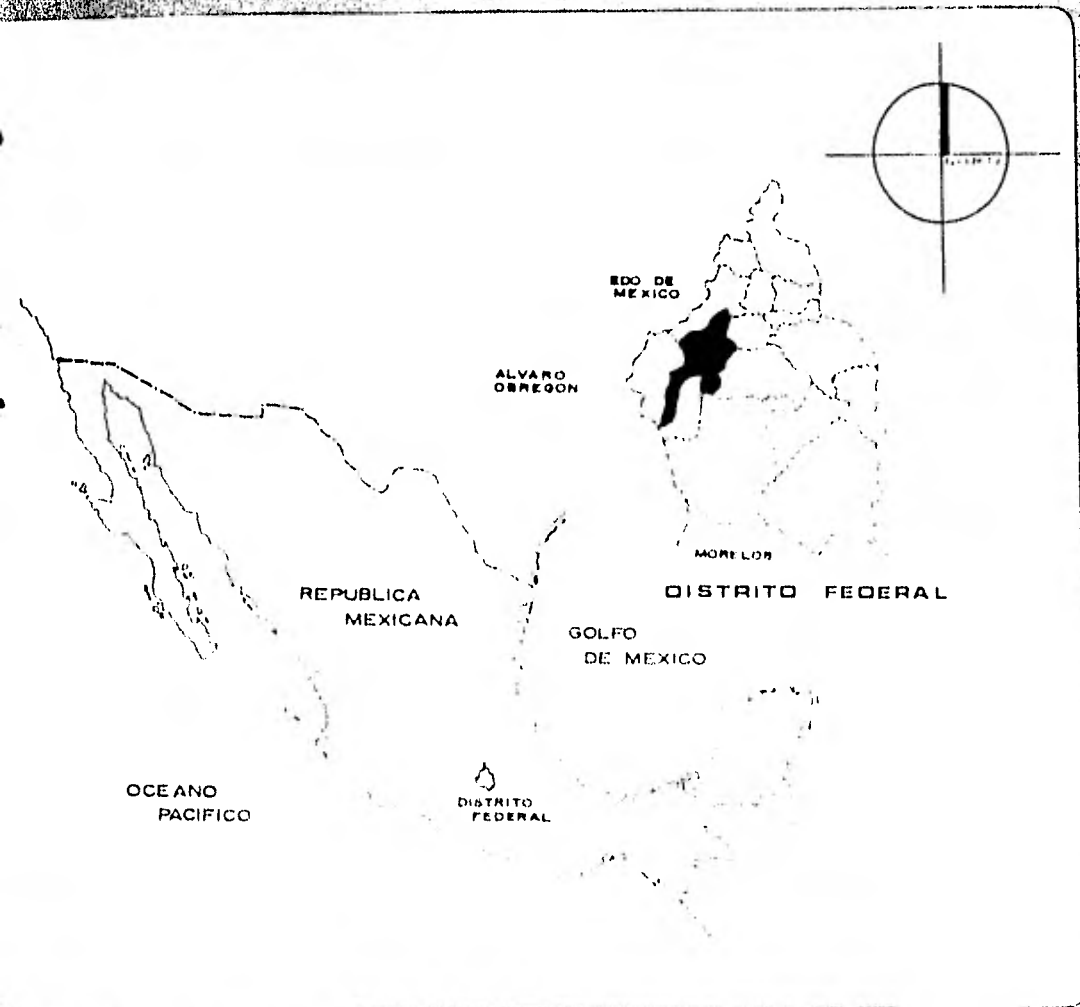 EDO DE
MEXICO
ALVARO
OBREGON
MORELOS
DISTRITO FEDERAL
REPUBLICA
MEXICANA
GOLFO
DE MEXICO
OCEANO
PACIFICO
DISTRITO
FEDERAL